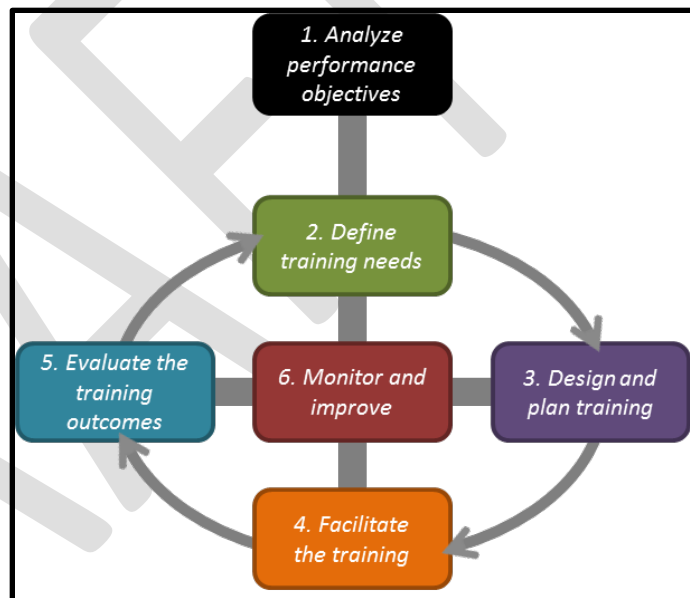 1. Analyze
performance
objectives
2. Define
training needs
5. Evaluate the
training
outcomes
6. Monitor and
improve
3. Design and
plan training
4. Facilitate
the training